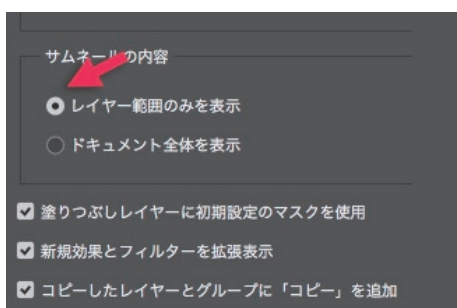 サムネールの内容
レイヤー範囲のみを表示
ドキュメント全体を表示
塗りつぶしレイヤーに初期設定のマスクを使用
新規効果とフィルターを拡張表示
コピーしたレイヤーとグループに「コピー」を追加